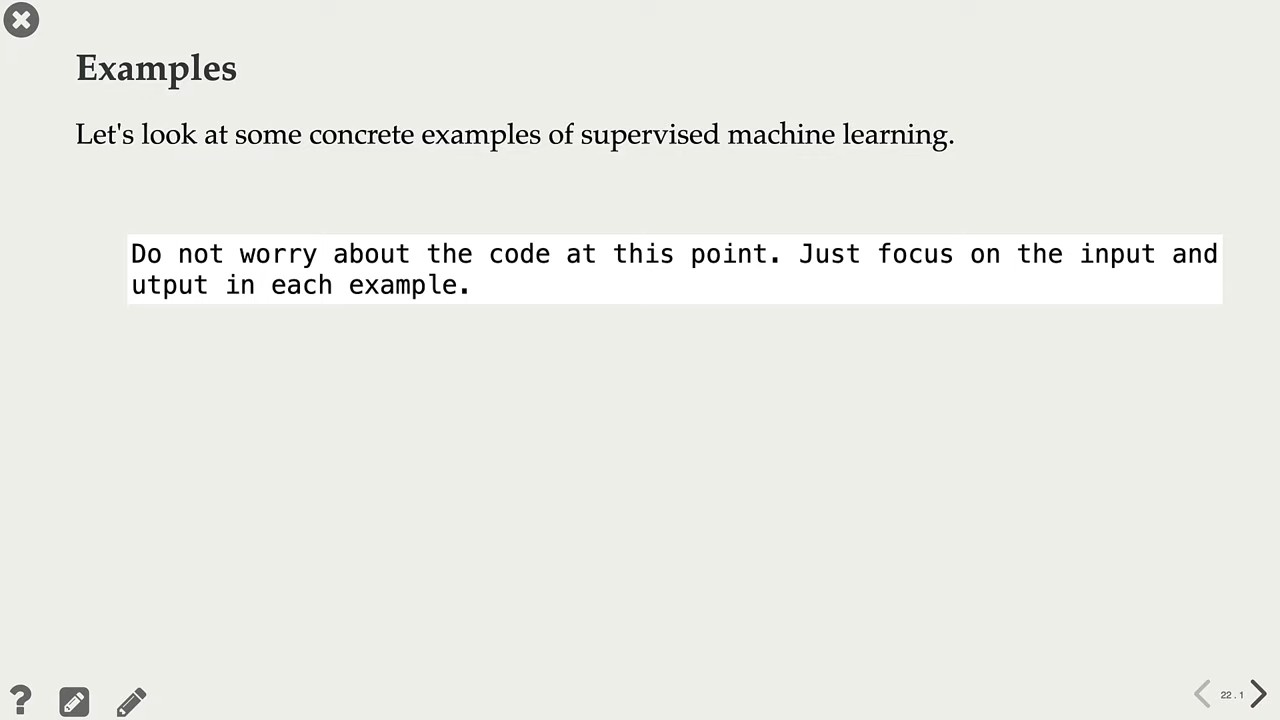 Examples
Let's look at some concrete examples of supervised machine learning.
Do not worry about the code at this point. Just focus on the input and
utput in each example.
?
22 . 1